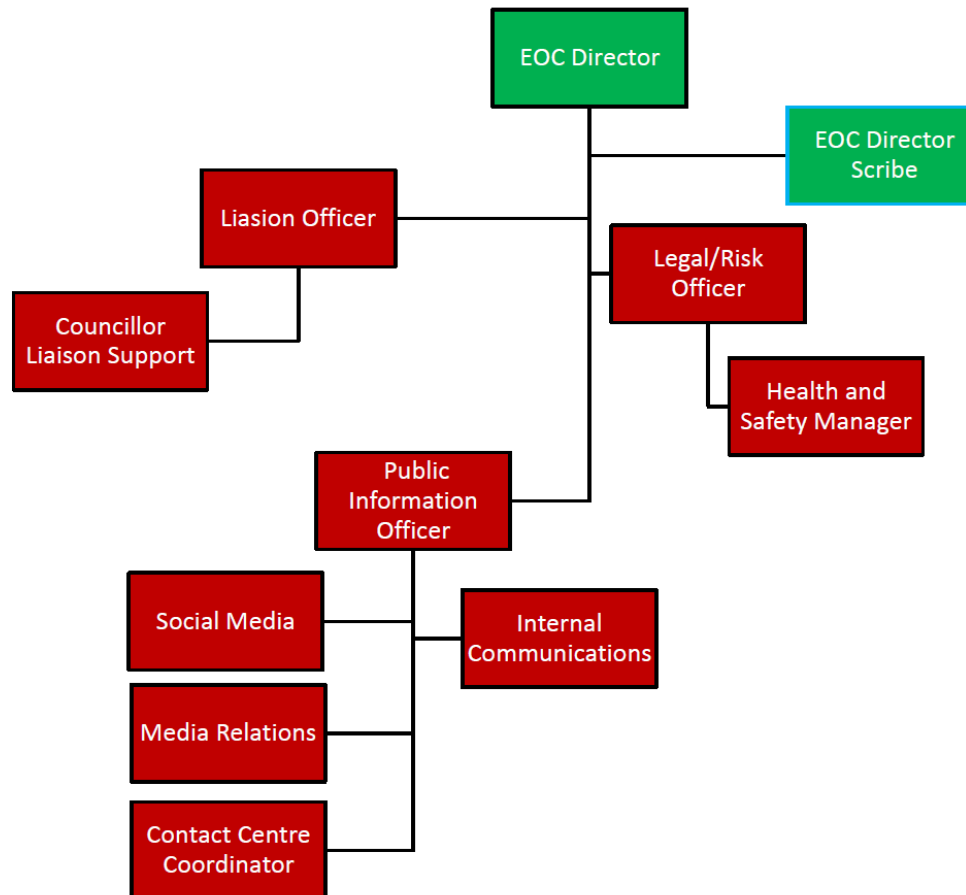 EOC Director
EOC Director
Scribe
Liasion Officer
Legal/Risk
Officer
Councillor
Liaison Support
Health and
Safety Manager
Public
Information
Officer
Social Media
Internal
Communications
Media Relations
Contact Centre
Coordinator